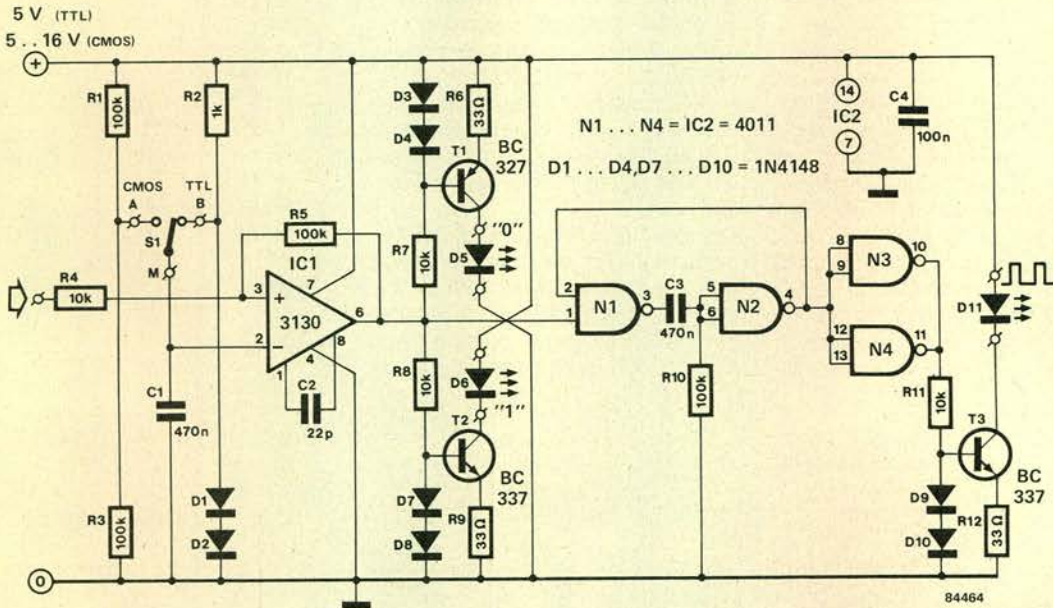 5 V (TTL)
5 . . 16 V (CMOS)
+
R1
100k
R2
1k
CMOS
A
TTL
B
S1
M
R4
10k
R5
100k
IC1
3130
3
+
2
−
7
6
8
4
1
C2
22p
C1
470n
R3
100k
D1
D2
D3
D4
R6
33Ω
T1
BC
327
R7
10k
"0"
D5
R8
10k
D6
"1"
T2
BC
337
D7
D8
R9
33Ω
N1 . . . N4 = IC2 = 4011
D1 . . . D4,D7 . . . D10 = 1N4148
14
IC2
7
C4
100n
2
1
N1
3
C3
470n
5
6
N2
4
R10
100k
8
9
N3
10
12
13
N4
11
R11
10k
D11
T3
BC
337
D9
D10
R12
33Ω
0
84464